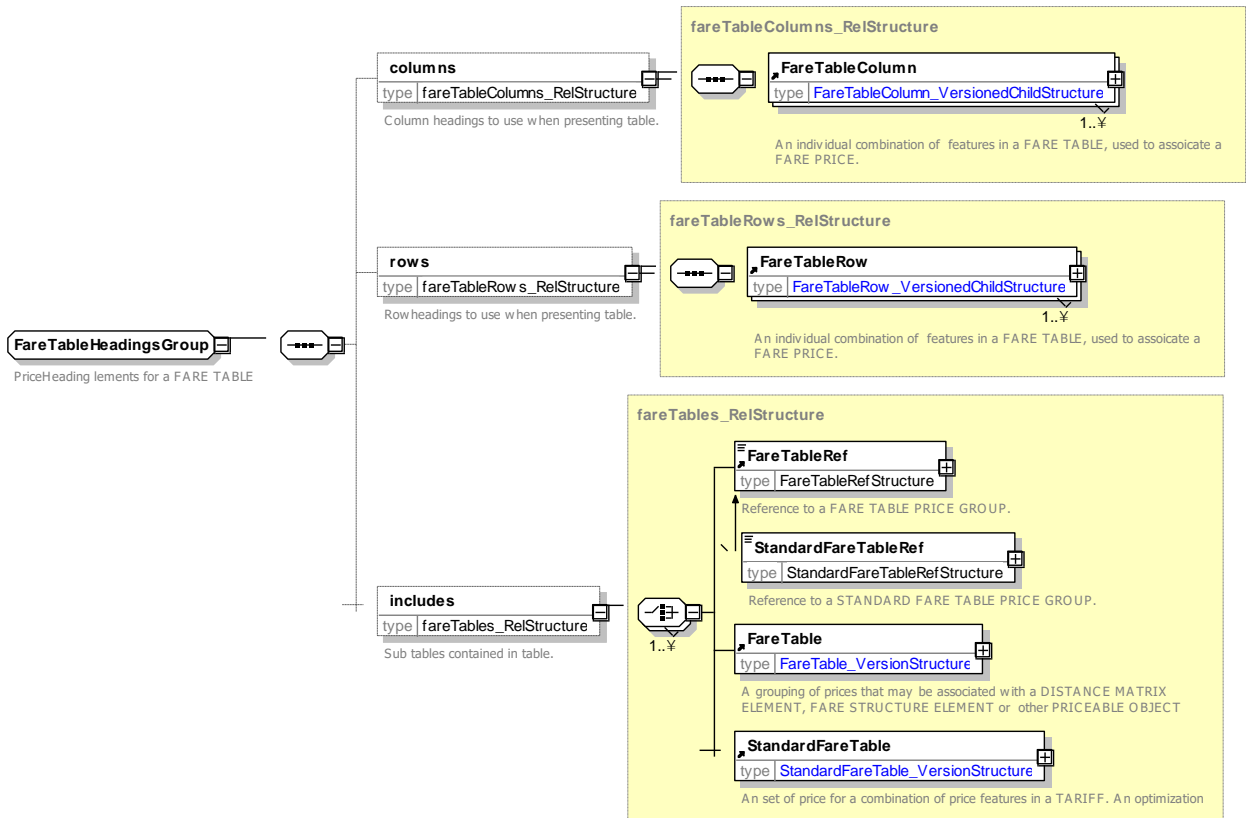 fareTableColumns_RelStructure
columns
type fareTableColumns_RelStructure
Column headings to use when presenting table.
FareTableColumn
type FareTableColumn_VersionedChildStructure
1..¥
An individual combination of features in a FARE TABLE, used to assoicate a
FARE PRICE.
fareTableRows_RelStructure
rows
type fareTableRows_RelStructure
Row headings to use when presenting table.
FareTableRow
type FareTableRow_VersionedChildStructure
1..¥
An individual combination of features in a FARE TABLE, used to assoicate a
FARE PRICE.
FareTableHeadingsGroup
PriceHeading lements for a FARE TABLE
fareTables_RelStructure
includes
type fareTables_RelStructure
Sub tables contained in table.
1..¥
FareTableRef
type FareTableRefStructure
Reference to a FARE TABLE PRICE GROUP.
StandardFareTableRef
type StandardFareTableRefStructure
Reference to a STANDARD FARE TABLE PRICE GROUP.
FareTable
type FareTable_VersionStructure
A grouping of prices that may be associated with a DISTANCE MATRIX
ELEMENT, FARE STRUCTURE ELEMENT or other PRICEABLE OBJECT
StandardFareTable
type StandardFareTable_VersionStructure
An set of price for a combination of price features in a TARIFF. An optimization